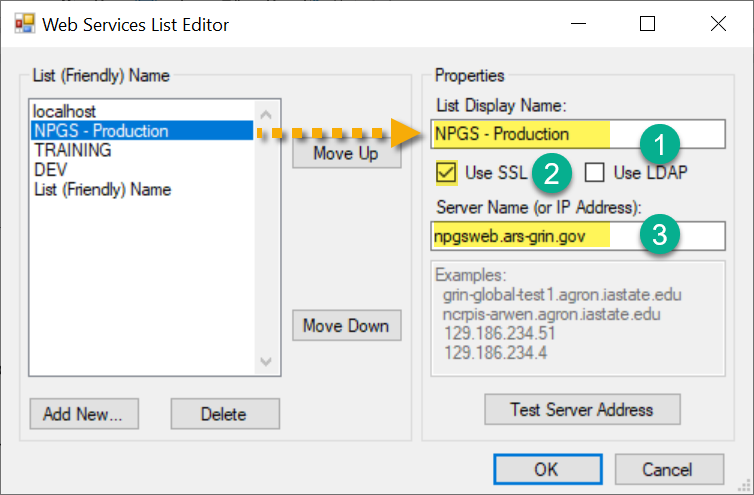 Web Services List Editor
List (Friendly) Name
localhost
NPGS - Production
TRAINING
DEV
List (Friendly) Name
Move Up
Move Down
Add New...
Delete
Properties
List Display Name:
NPGS - Production
1
Use SSL
2
Use LDAP
Server Name (or IP Address):
npgsweb.ars-grin.gov
3
Examples:
grin-global-test1.agron.iastate.edu
ncrpis-arwen.agron.iastate.edu
129.186.234.51
129.186.234.4
Test Server Address
OK
Cancel